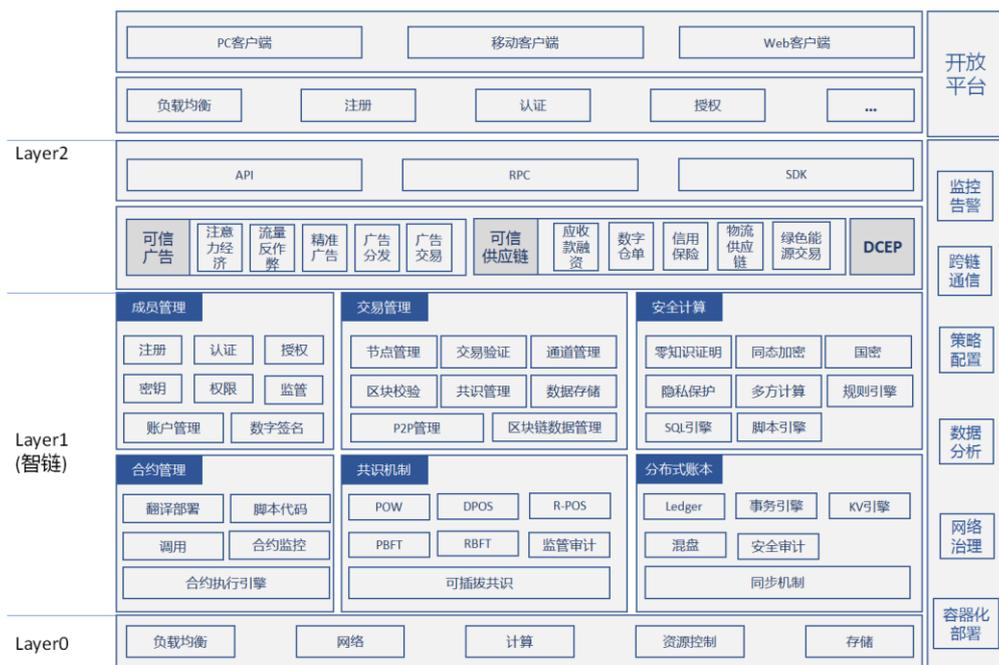 PC客户端
移动客户端
Web客户端
开放
平台
负载均衡
注册
认证
授权
...
Layer2
API
RPC
SDK
监控
告警
可信
广告
注意
力经
济
流量
反作
弊
精准
广告
广告
分发
广告
交易
可信
供应链
应收
款融
资
数字
仓单
信用
保险
物流
供应
链
绿色能
源交易
DCEP
跨链
通信
成员管理
交易管理
安全计算
注册
认证
授权
节点管理
交易验证
通道管理
零知识证明
同态加密
国密
策略
配置
密钥
权限
监管
区块校验
共识管理
数据存储
隐私保护
多方计算
规则引擎
账户管理
数字签名
P2P管理
区块链数据管理
SQL引擎
脚本引擎
数据
分析
Layer1
(智链)
合约管理
共识机制
分布式账本
翻译部署
脚本代码
POW
DPOS
R-POS
Ledger
事务引擎
KV引擎
调用
合约监控
PBFT
RBFT
监管审计
混盘
安全审计
网络
治理
合约执行引擎
可插拔共识
同步机制
Layer0
负载均衡
网络
计算
资源控制
存储
容器化
部署